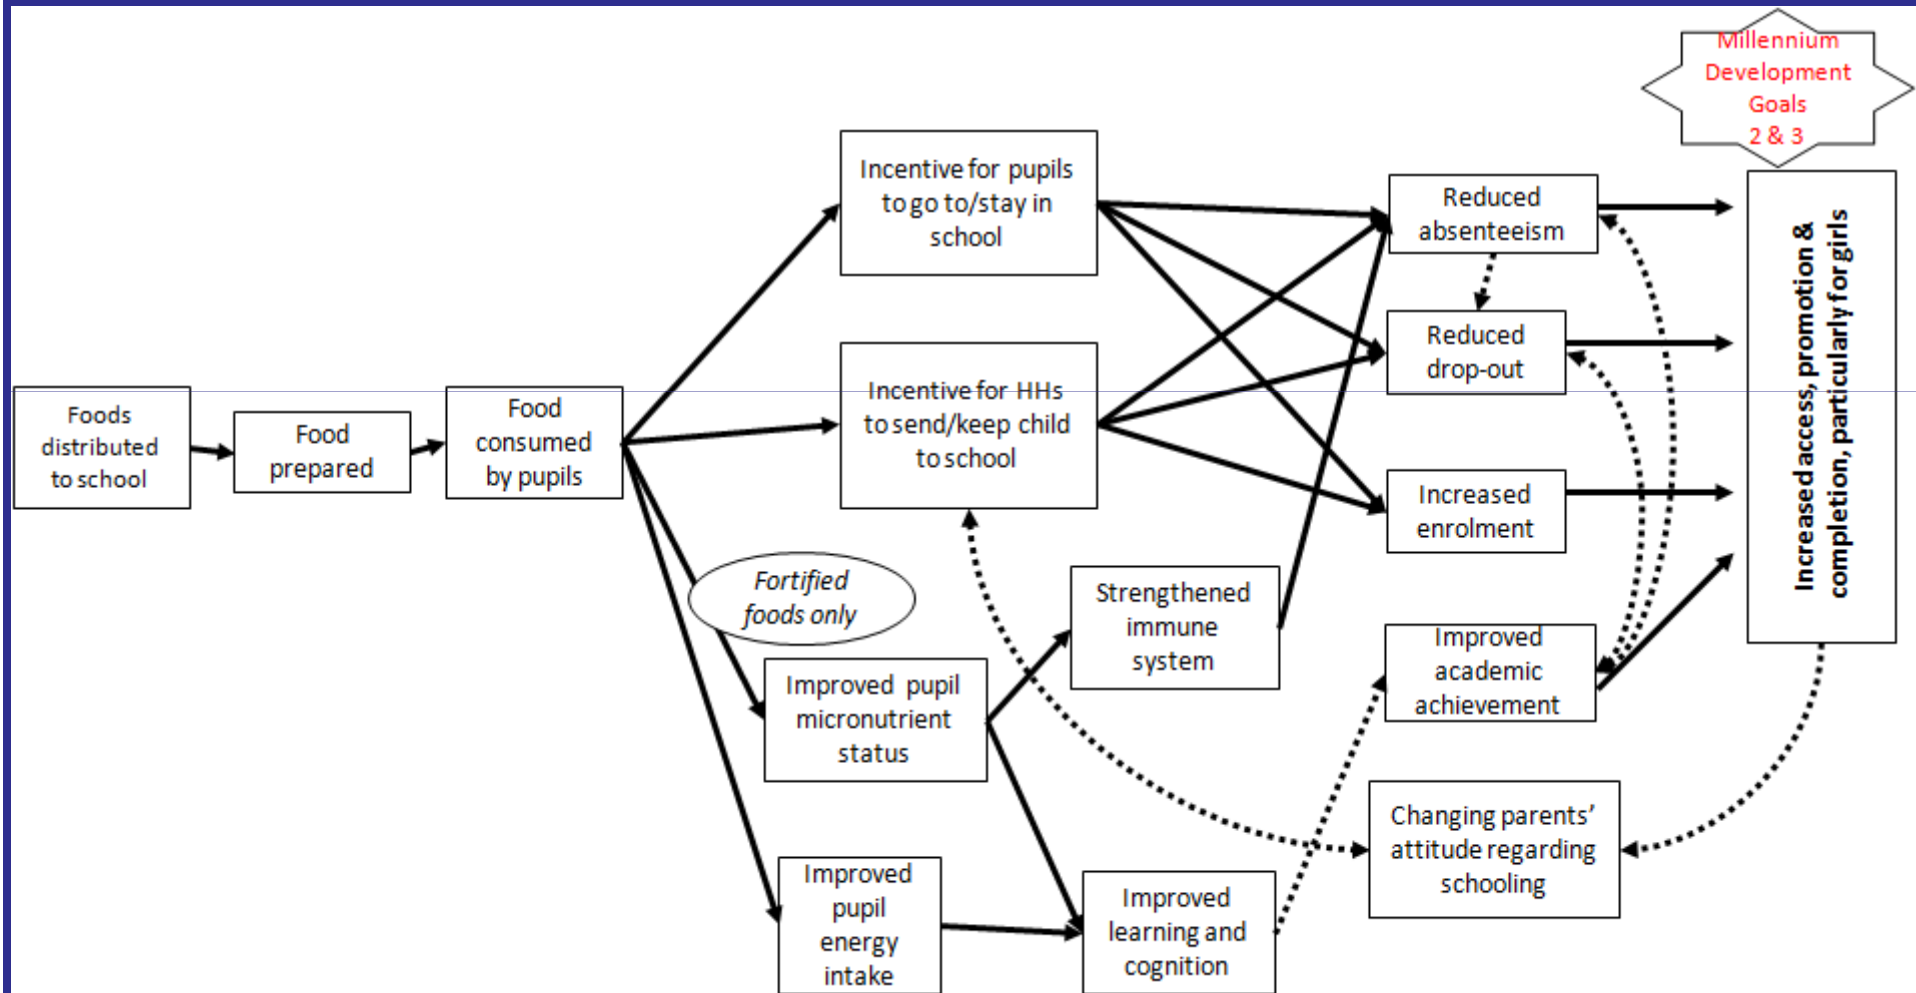 Millennium
Development
Goals
2 & 3
Incentive for pupils
to go to/stay in
school
Reduced
absenteeism
Increased access, promotion &
completion, particularly for girls
Reduced
drop-out
Incentive for HHs
to send/keep child
to school
Foods
distributed
to school
Food
prepared
Food
consumed
by pupils
Increased
enrolment
Fortified
foods only
Strengthened
immune
system
Improved
academic
achievement
Improved pupil
micronutrient
status
Changing parents’
attitude regarding
schooling
Improved
pupil
energy
intake
Improved
learning and
cognition